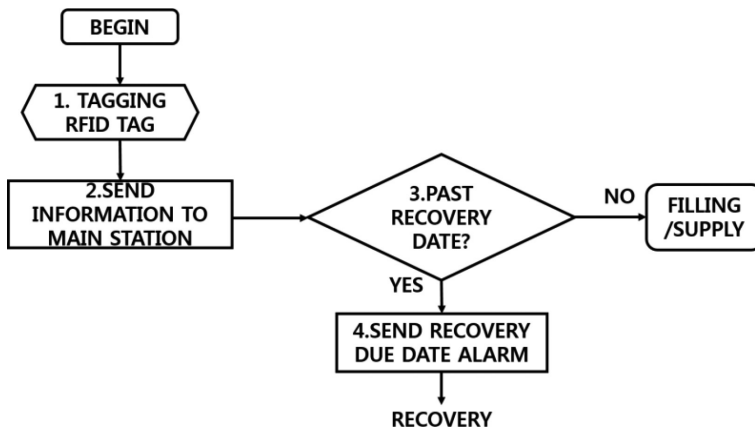 BEGIN
1. TAGGING
RFID TAG
2.SEND
INFORMATION TO
MAIN STATION
3.PAST
RECOVERY
DATE?
NO
FILLING
/SUPPLY
YES
4.SEND RECOVERY
DUE DATE ALARM
RECOVERY